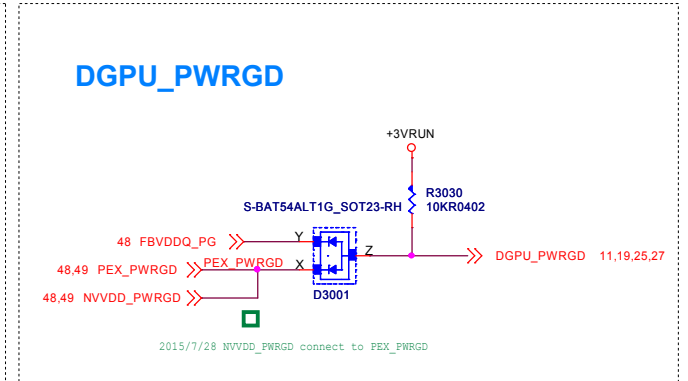 DGPU_PWRGD
+3VRUN
R3030
S-BAT54ALT1G_SOT23-RH 10KR0402
48 FBVDDQ_PG Y
Z DGPU_PWRGD 11,19,25,27
48,49 PEX_PWRGD PEX_PWRGD X
48,49 NVVDD_PWRGD D3001
2015/7/28 NVVDD_PWRGD connect to PEX_PWRGD